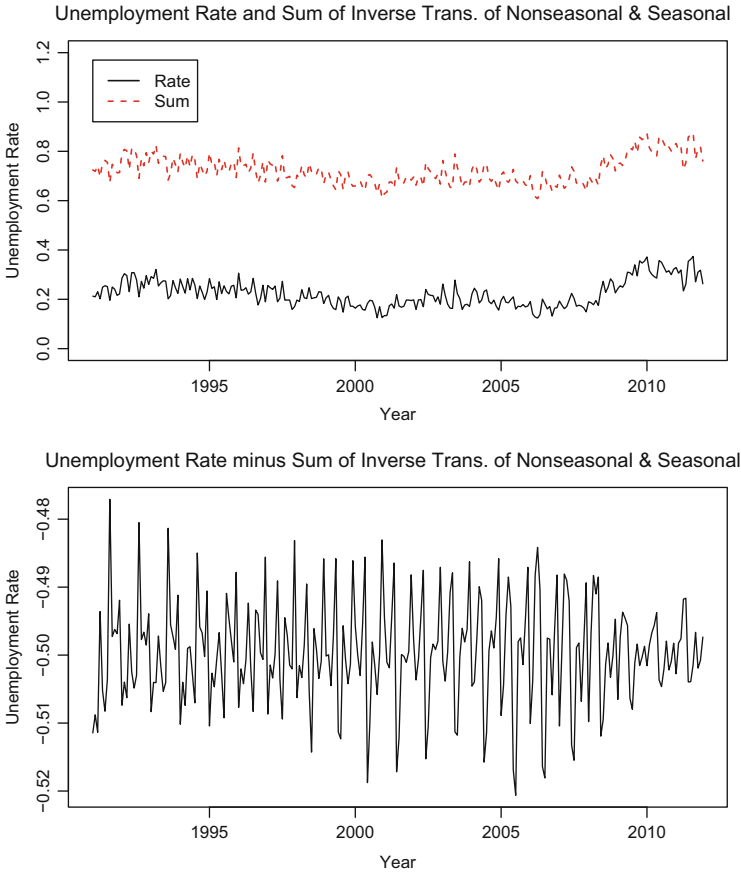 Unemployment Rate and Sum of Inverse Trans. of Nonseasonal & Seasonal
1.2
1.0
0.8
0.6
0.4
0.2
0.0
Unemployment Rate
Rate
Sum
1995
2000
2005
2010
Year
Unemployment Rate minus Sum of Inverse Trans. of Nonseasonal & Seasonal
−0.48
−0.49
−0.50
−0.51
−0.52
Unemployment Rate
1995
2000
2005
2010
Year